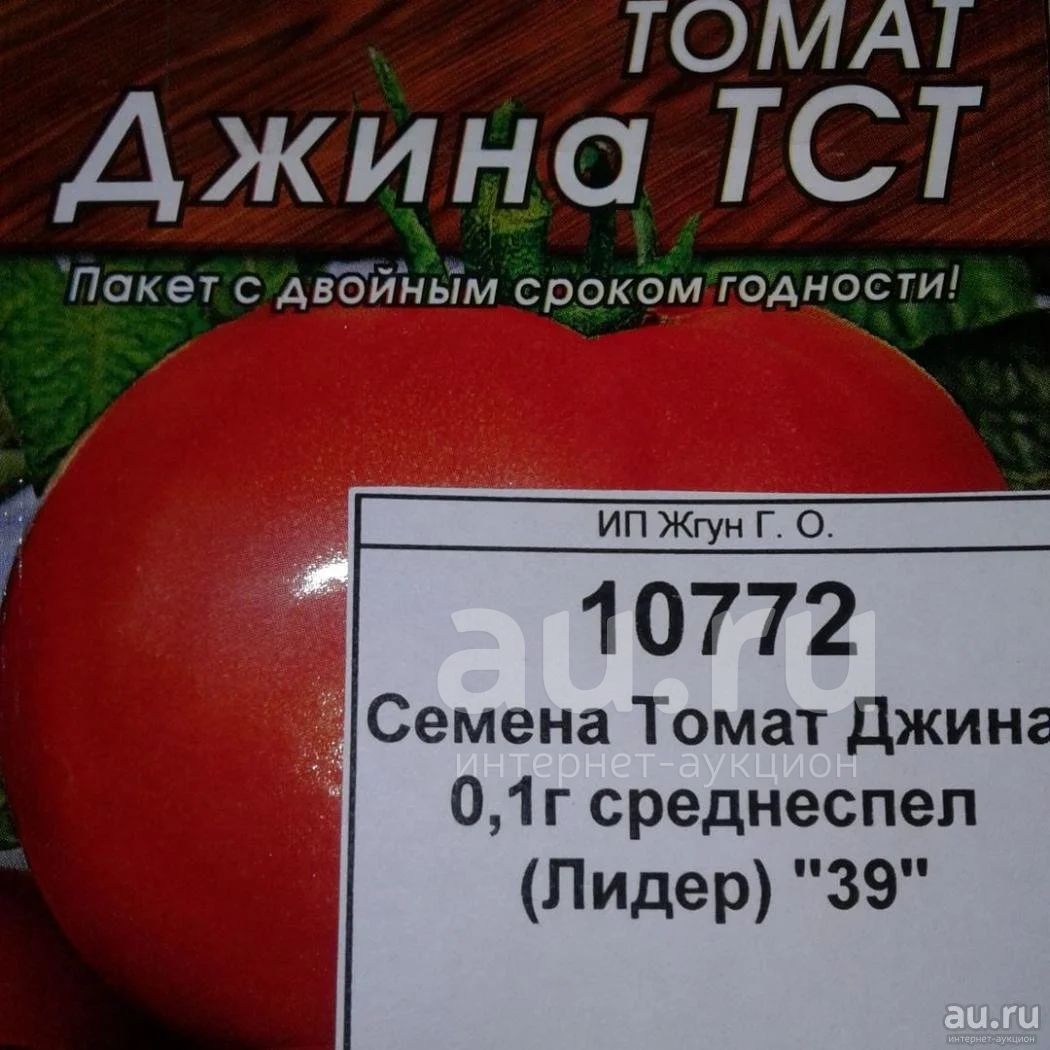 ТОМАТ
Джина ТСТ
Пакет с двойным сроком годности!
ИП Жгун Г. О.
10772
au.ru
Семена Томат Джина
интернет-аукцион
0,1г среднеспел
(Лидер) "39"
au.ru
интернет-аукцион